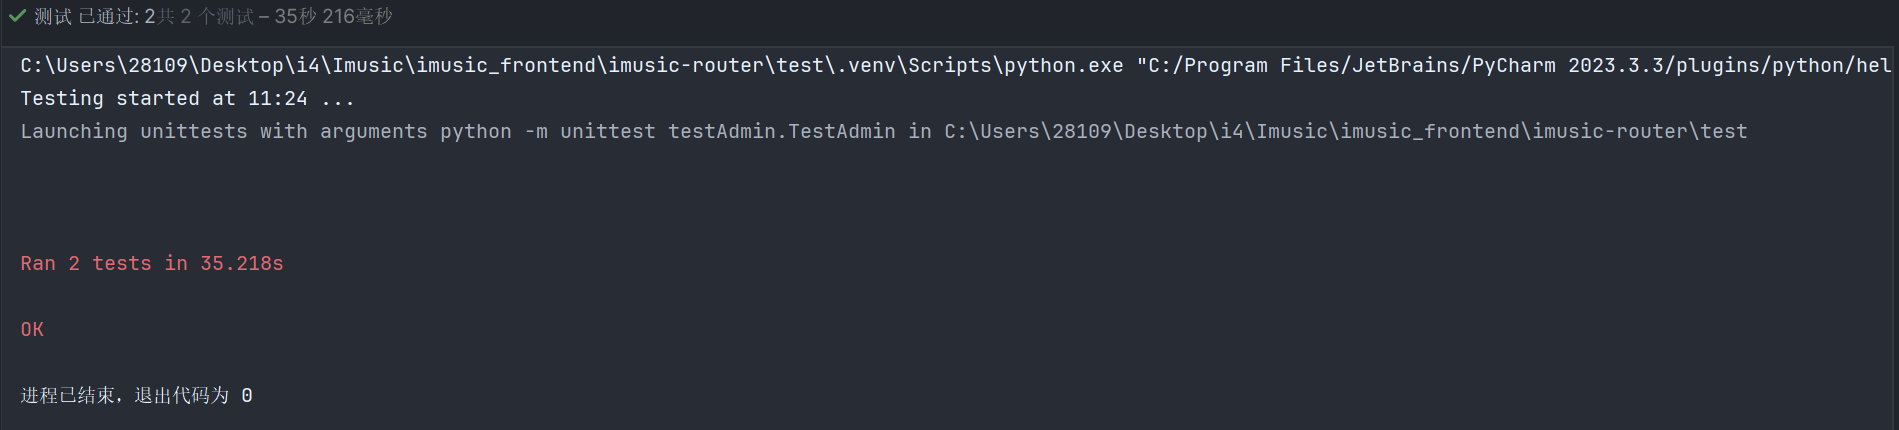 测试 已通过: 2共 2 个测试 – 35秒 216毫秒
C:\Users\28109\Desktop\i4\Imusic\imusic_frontend\imusic-router\test\.venv\Scripts\python.exe "C:/Program Files/JetBrains/PyCharm 2023.3.3/plugins/python/hel
Testing started at 11:24 ...
Launching unittests with arguments python -m unittest testAdmin.TestAdmin in C:\Users\28109\Desktop\i4\Imusic\imusic_frontend\imusic-router\test
Ran 2 tests in 35.218s
OK
进程已结束，退出代码为 0